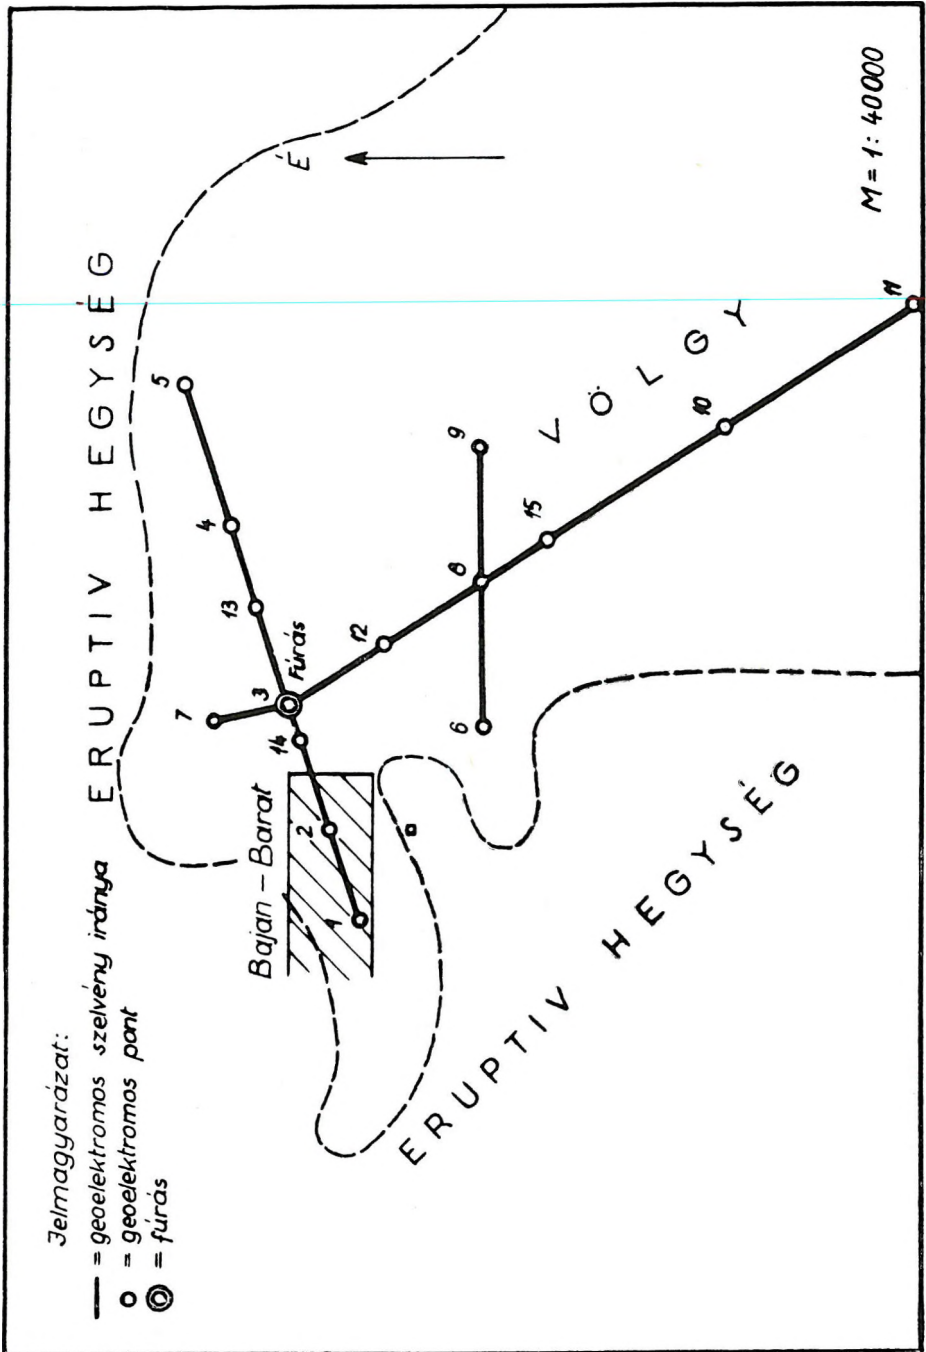 Jelmagyarázat:
— = geoelektromos szelvény iránya
o = geoelektromos pont
◎ = fúrás
ERUPTIV HEGYSÉG
É
Bajan – Barat
1
2
14
3
Fúrás
13
4
5
7
12
6
8
9
15
10
11
VÖLGY
ERUPTIV HEGYSÉG
M = 1 : 40000